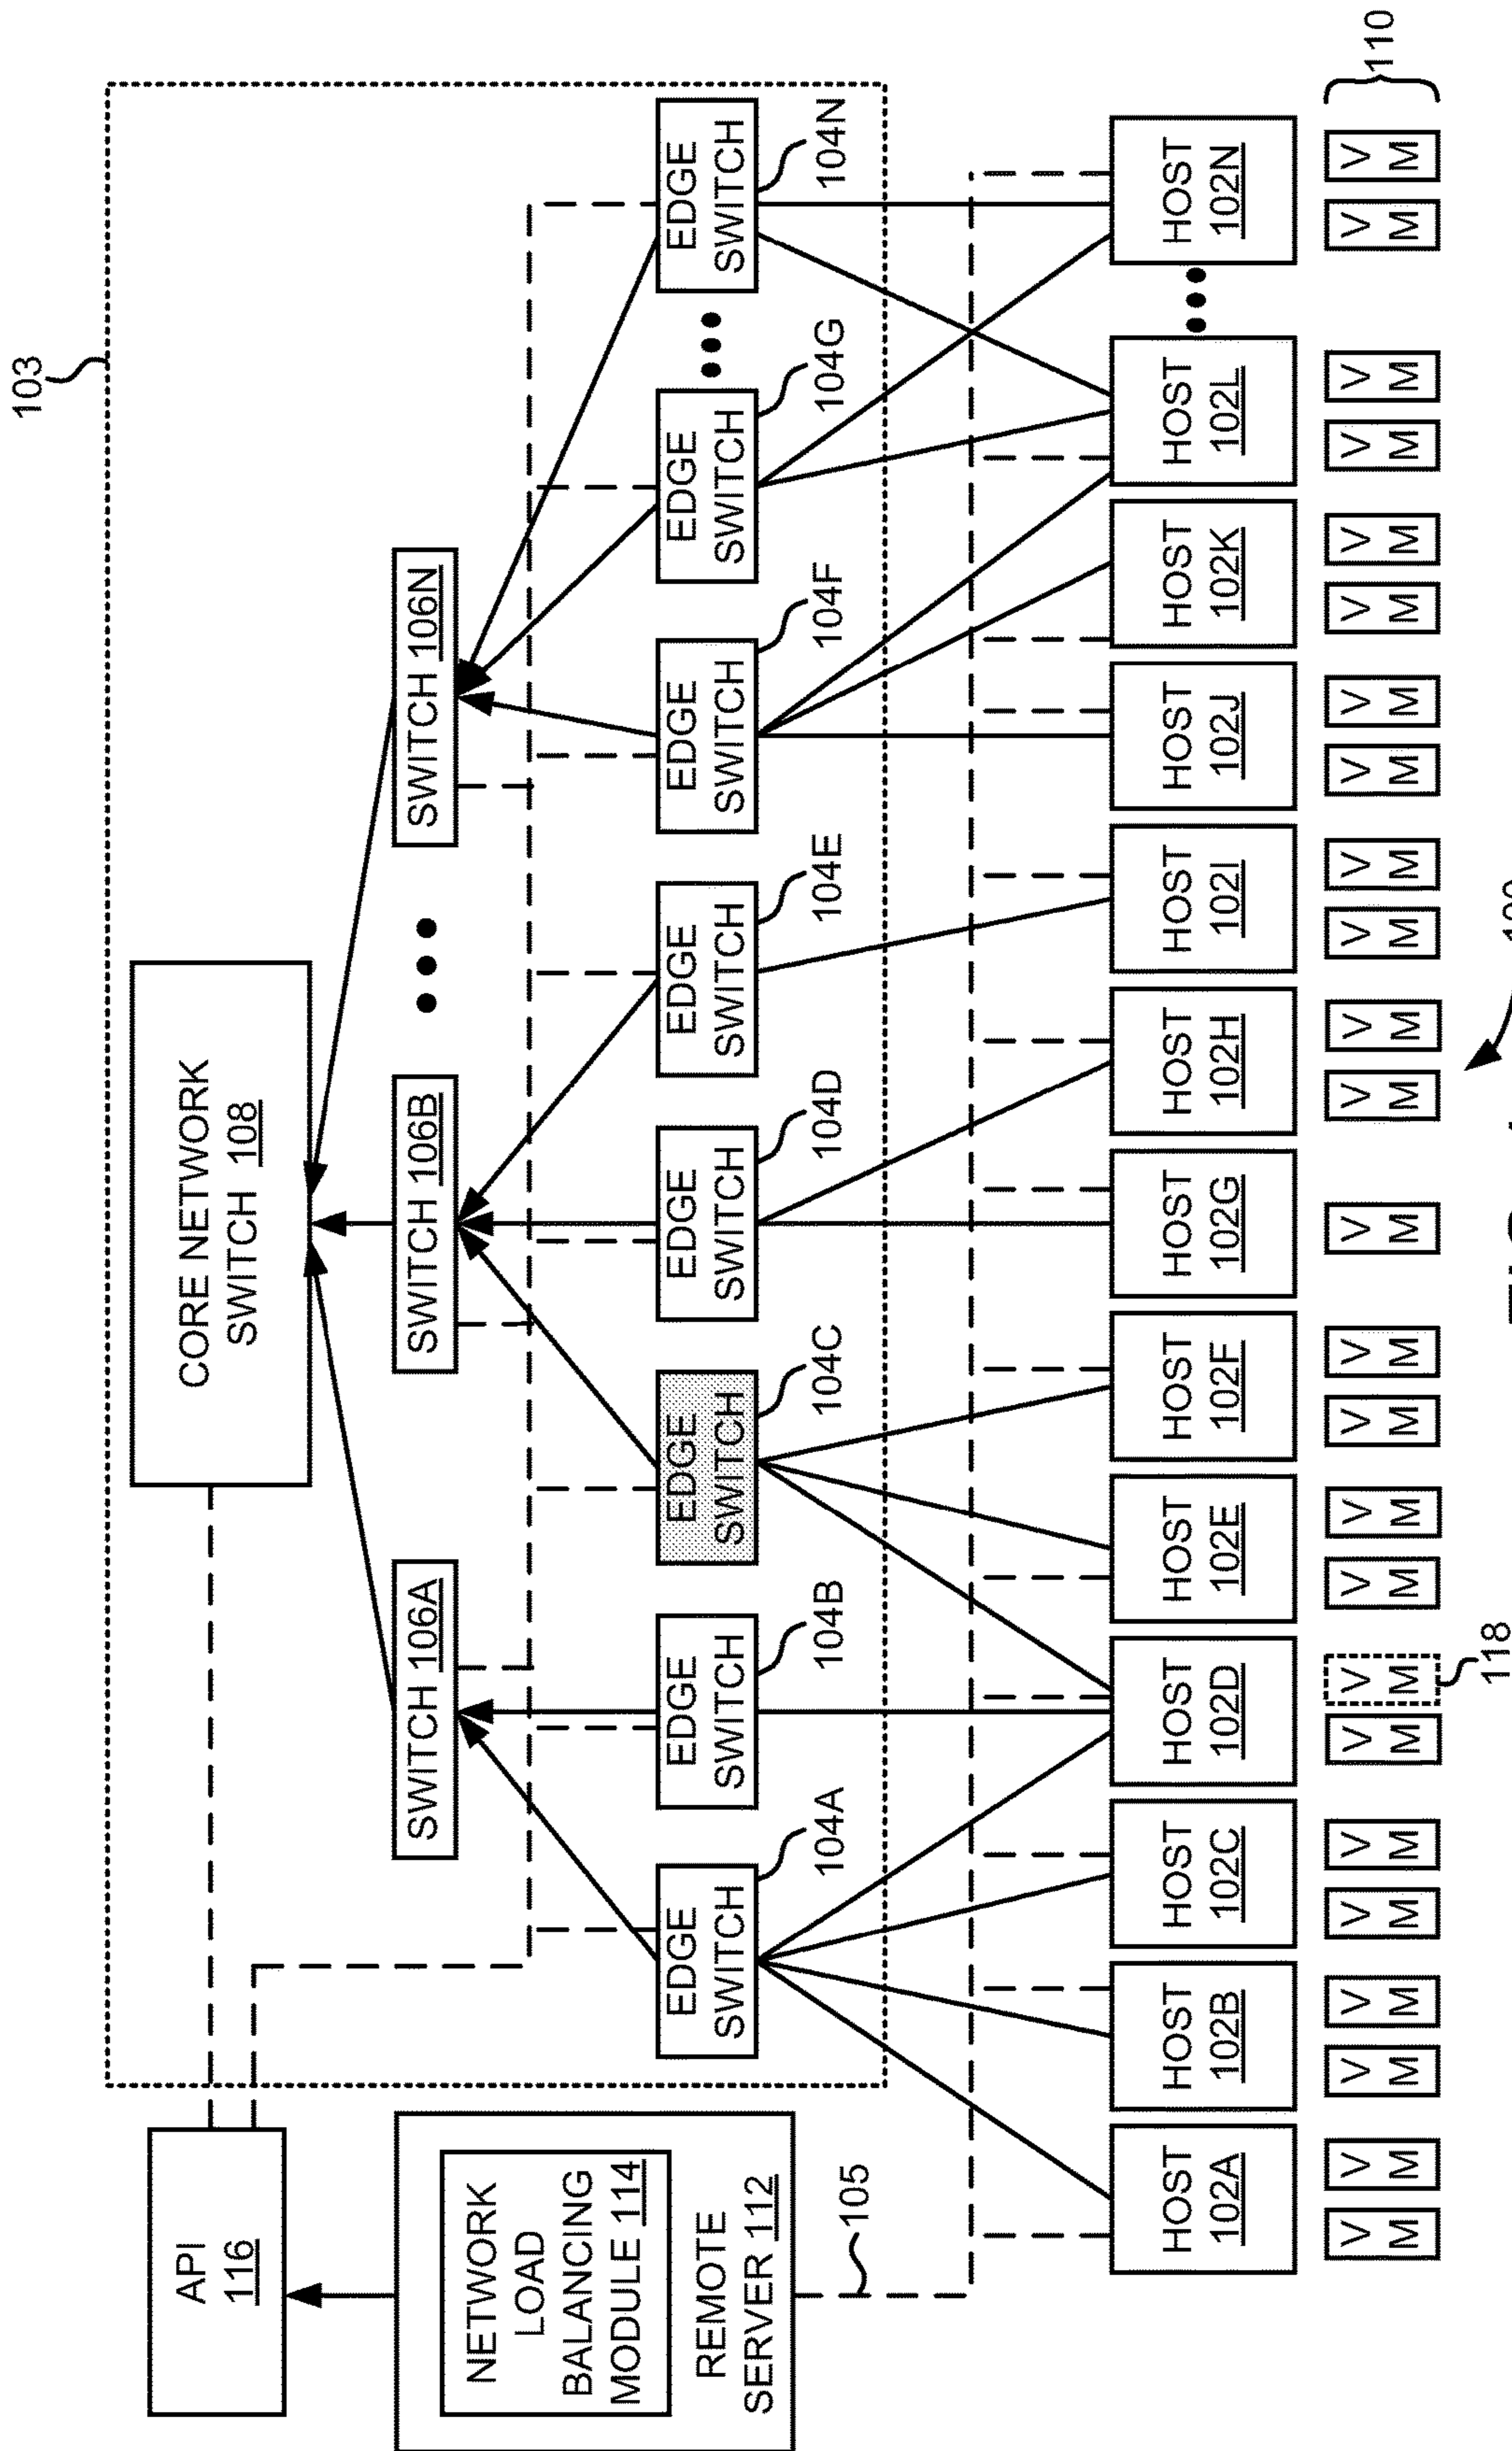 103
CORE NETWORK
SWITCH 108
API
116
SWITCH 106A
SWITCH 106B
SWITCH 106N
NETWORK
LOAD
BALANCING
MODULE 114
REMOTE
SERVER 112
105
EDGE
SWITCH
104A
EDGE
SWITCH
104B
EDGE
SWITCH
104C
EDGE
SWITCH
104D
EDGE
SWITCH
104E
EDGE
SWITCH
104F
EDGE
SWITCH
104G
EDGE
SWITCH
104N
HOST
102A
HOST
102B
HOST
102C
HOST
102D
HOST
102E
HOST
102F
HOST
102G
HOST
102H
HOST
102I
HOST
102J
HOST
102K
HOST
102L
HOST
102N
110
V V V V V V V V V V V V V V V V V V V V V V V V V
M M M M M M M M M M M M M M M M M M M M M M M M M
118